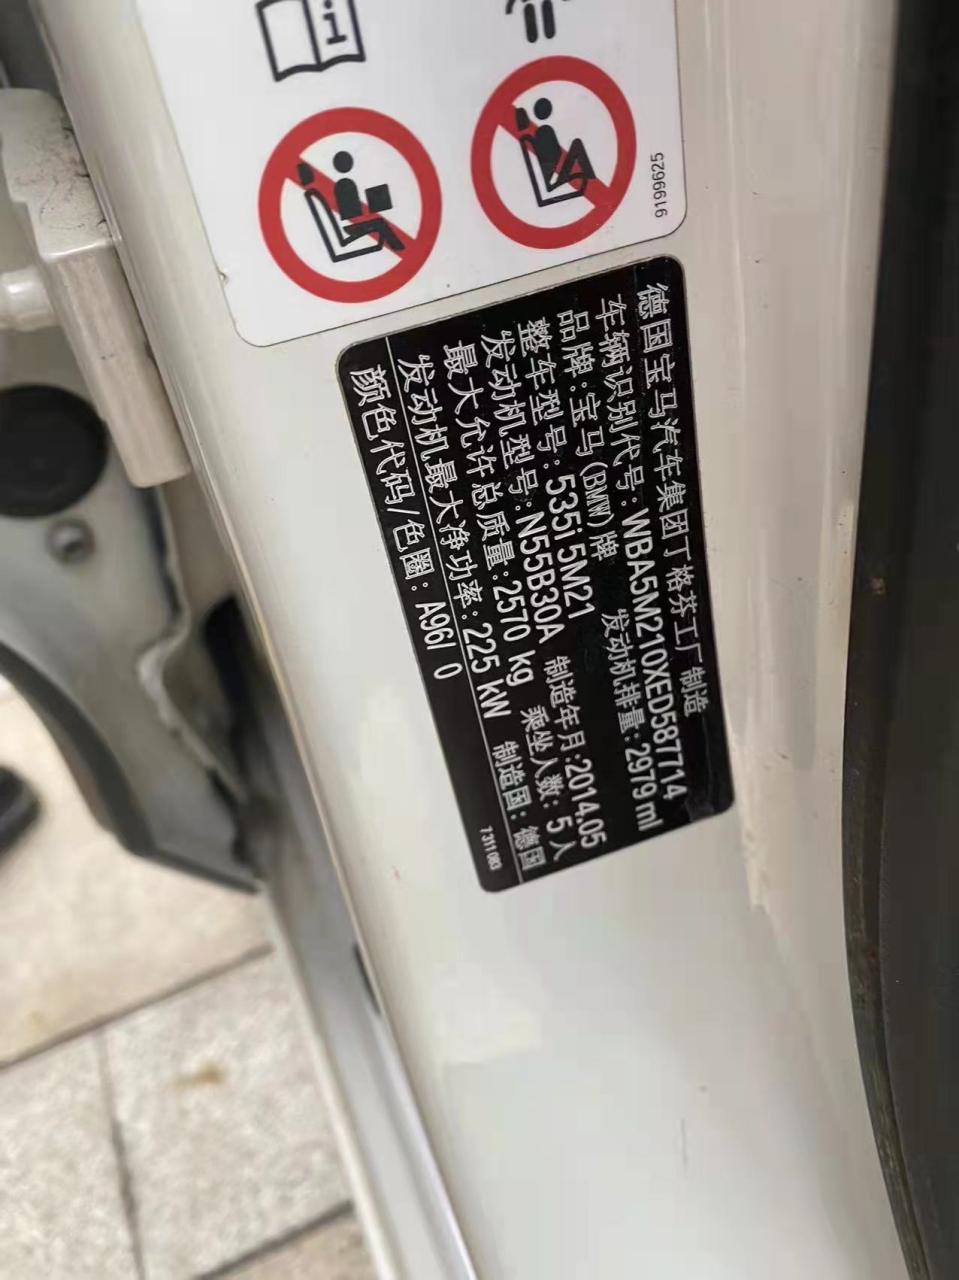 9199625
德国宝马汽车集团丁格芬工厂制造
车辆识别代号: WBA5M210XED587714
品牌: 宝马(BMW)牌 发动机排量: 2979 ml
整车型号: 535i 5M21 制造年月: 2014.05
发动机型号: N55B30A 乘坐人数: 5 人
最大允许总质量: 2570 kg 制造国: 德国
发动机最大净功率: 225 kW
颜色代码/色圈: A96/ 0
7311083